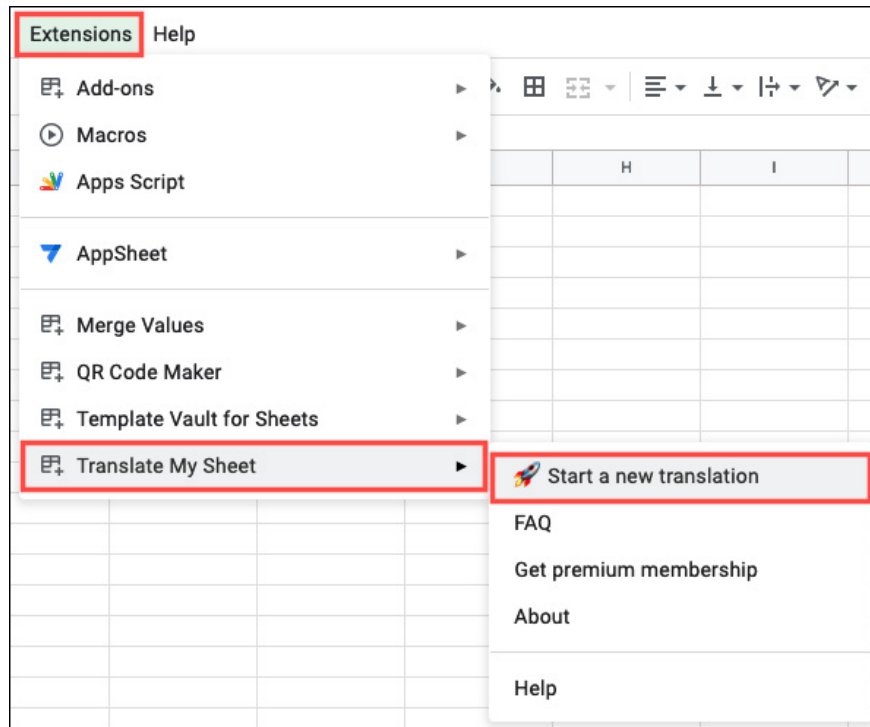 Extensions Help
Add-ons
Macros
Apps Script
H I
AppSheet
Merge Values
QR Code Maker
Template Vault for Sheets
Translate My Sheet
Start a new translation
FAQ
Get premium membership
About
Help